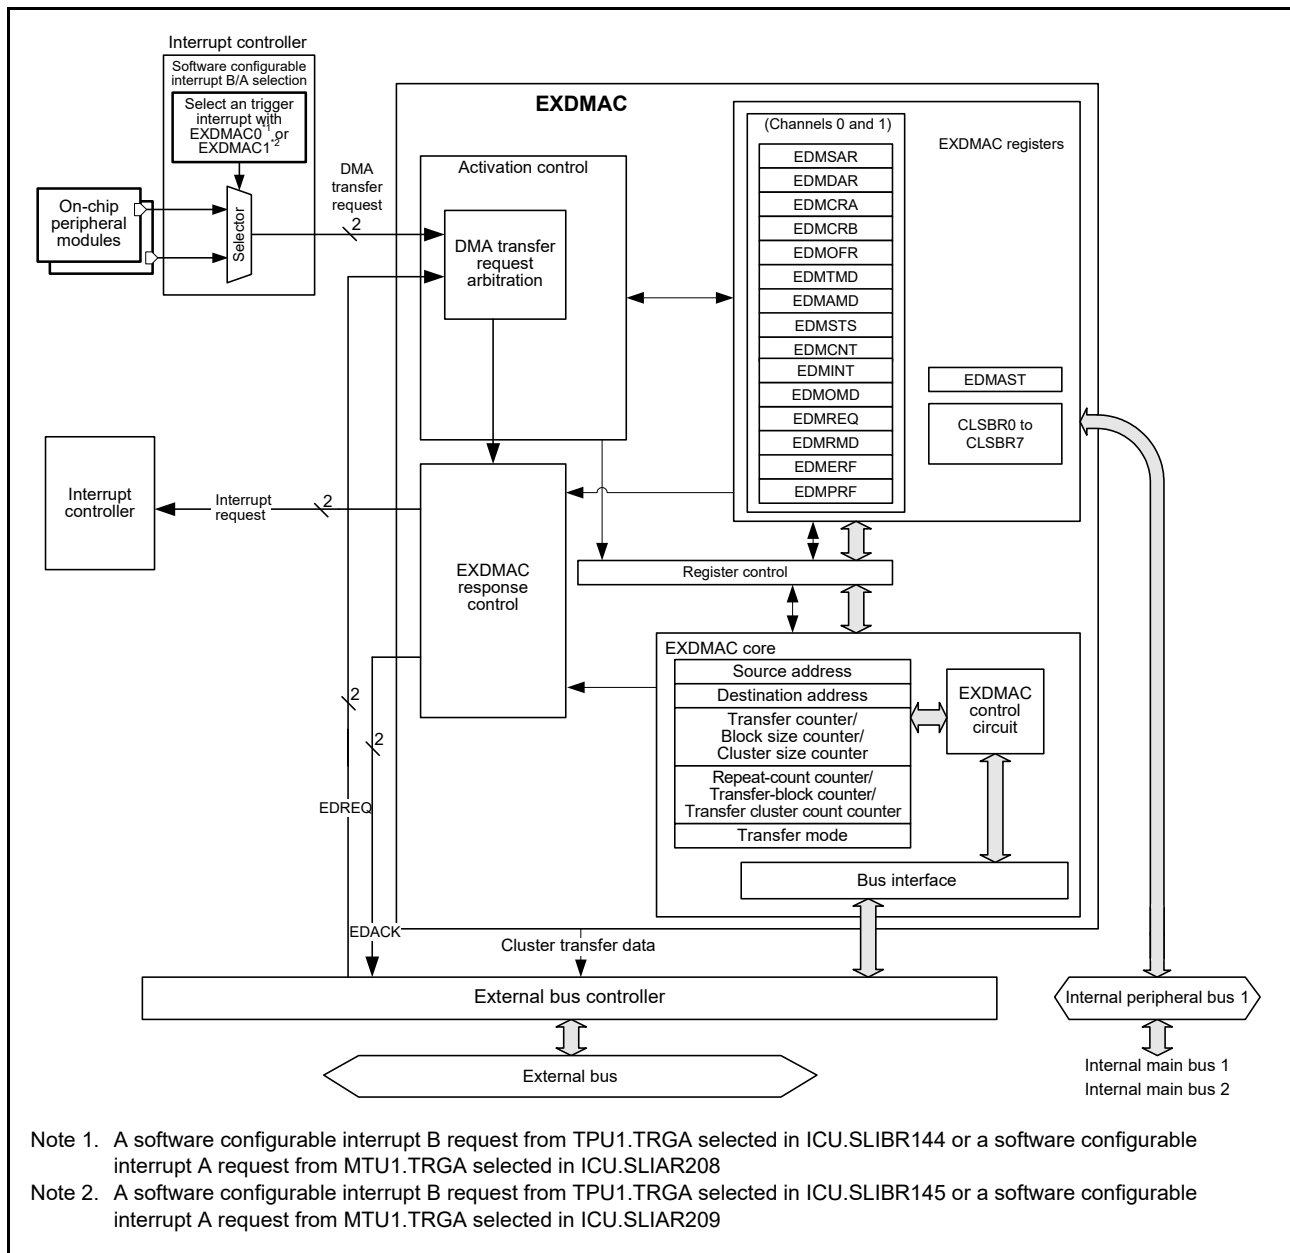 Interrupt controller
Software configurable
interrupt B/A selection
Select an trigger
interrupt with
EXDMAC0*1 or
EXDMAC1*2
On-chip
peripheral
modules
Selector
DMA
transfer
request
2
EXDMAC
Activation control
DMA transfer
request
arbitration
(Channels 0 and 1)
EDMSAR
EDMDAR
EDMCRA
EDMCRB
EDMOFR
EDMTMD
EDMAMD
EDMSTS
EDMCNT
EDMINT
EDMOMD
EDMREQ
EDMRMD
EDMERF
EDMPRF
EXDMAC registers
EDMAST
CLSBR0 to
CLSBR7
Interrupt
controller
Interrupt
request
2
EXDMAC
response
control
Register control
EXDMAC core
Source address
Destination address
Transfer counter/
Block size counter/
Cluster size counter
Repeat-count counter/
Transfer-block counter/
Transfer cluster count counter
Transfer mode
EXDMAC
control
circuit
Bus interface
2
2
EDREQ
EDACK
Cluster transfer data
External bus controller
Internal peripheral bus 1
External bus
Internal main bus 1
Internal main bus 2
Note 1. A software configurable interrupt B request from TPU1.TRGA selected in ICU.SLIBR144 or a software configurable
interrupt A request from MTU1.TRGA selected in ICU.SLIAR208
Note 2. A software configurable interrupt B request from TPU1.TRGA selected in ICU.SLIBR145 or a software configurable
interrupt A request from MTU1.TRGA selected in ICU.SLIAR209